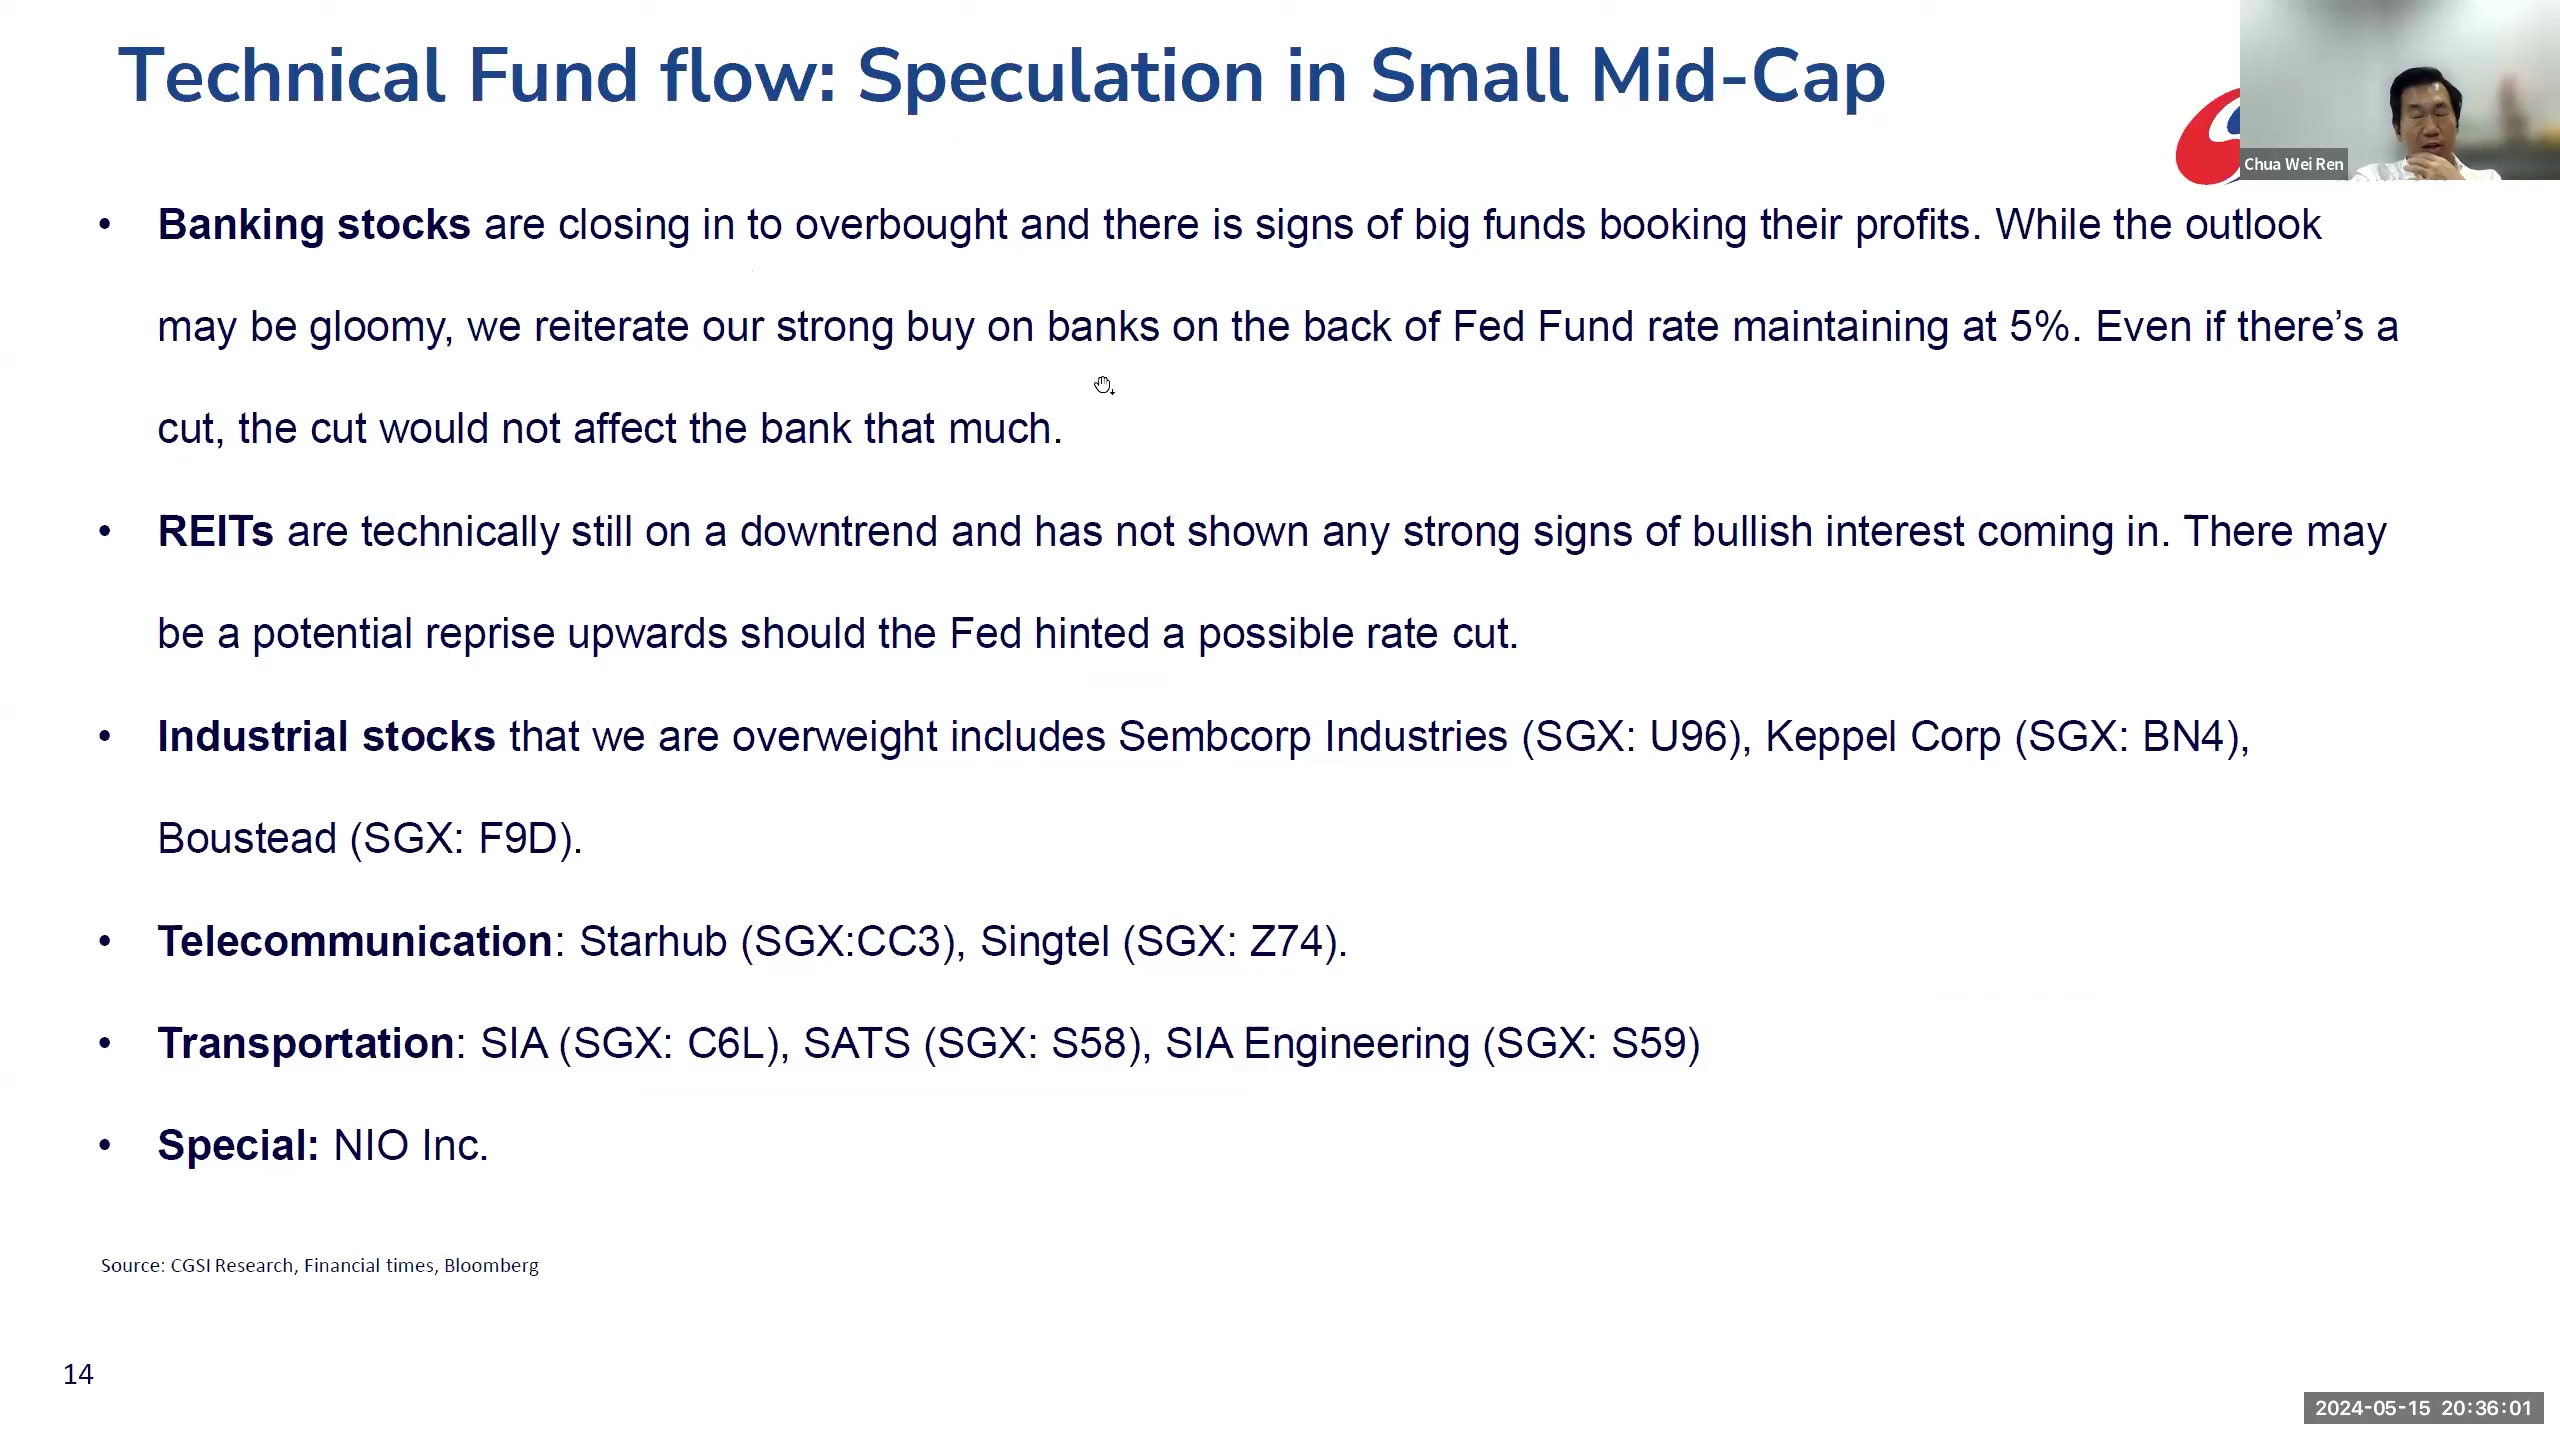 Technical Fund flow: Speculation in Small Mid-Cap
Chua Wei Ren
• Banking stocks are closing in to overbought and there is signs of big funds booking their profits. While the outlook
may be gloomy, we reiterate our strong buy on banks on the back of Fed Fund rate maintaining at 5%. Even if there’s a
cut, the cut would not affect the bank that much.
• REITs are technically still on a downtrend and has not shown any strong signs of bullish interest coming in. There may
be a potential reprise upwards should the Fed hinted a possible rate cut.
• Industrial stocks that we are overweight includes Sembcorp Industries (SGX: U96), Keppel Corp (SGX: BN4),
Boustead (SGX: F9D).
• Telecommunication: Starhub (SGX:CC3), Singtel (SGX: Z74).
• Transportation: SIA (SGX: C6L), SATS (SGX: S58), SIA Engineering (SGX: S59)
• Special: NIO Inc.
Source: CGSI Research, Financial times, Bloomberg
14
2024-05-15 20:36:01